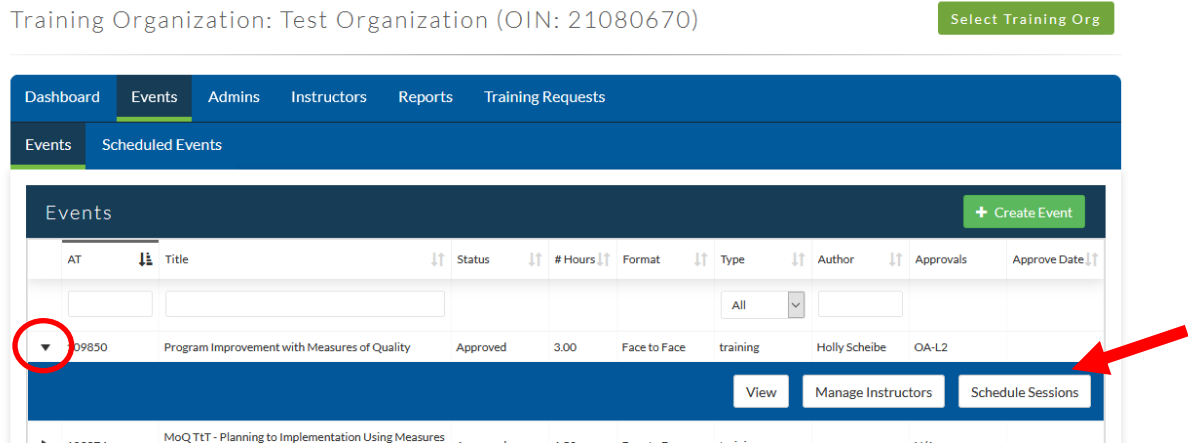 Training Organization: Test Organization (OIN: 21080670)
Select Training Org
Dashboard Events Admins Instructors Reports Training Requests
Events Scheduled Events
Events
+ Create Event
AT Title Status # Hours Format Type Author Approvals Approve Date
All
09850 Program Improvement with Measures of Quality Approved 3.00 Face to Face training Holly Scheibe OA-L2
View Manage Instructors Schedule Sessions
MoQ TtT - Planning to Implementation Using Measures